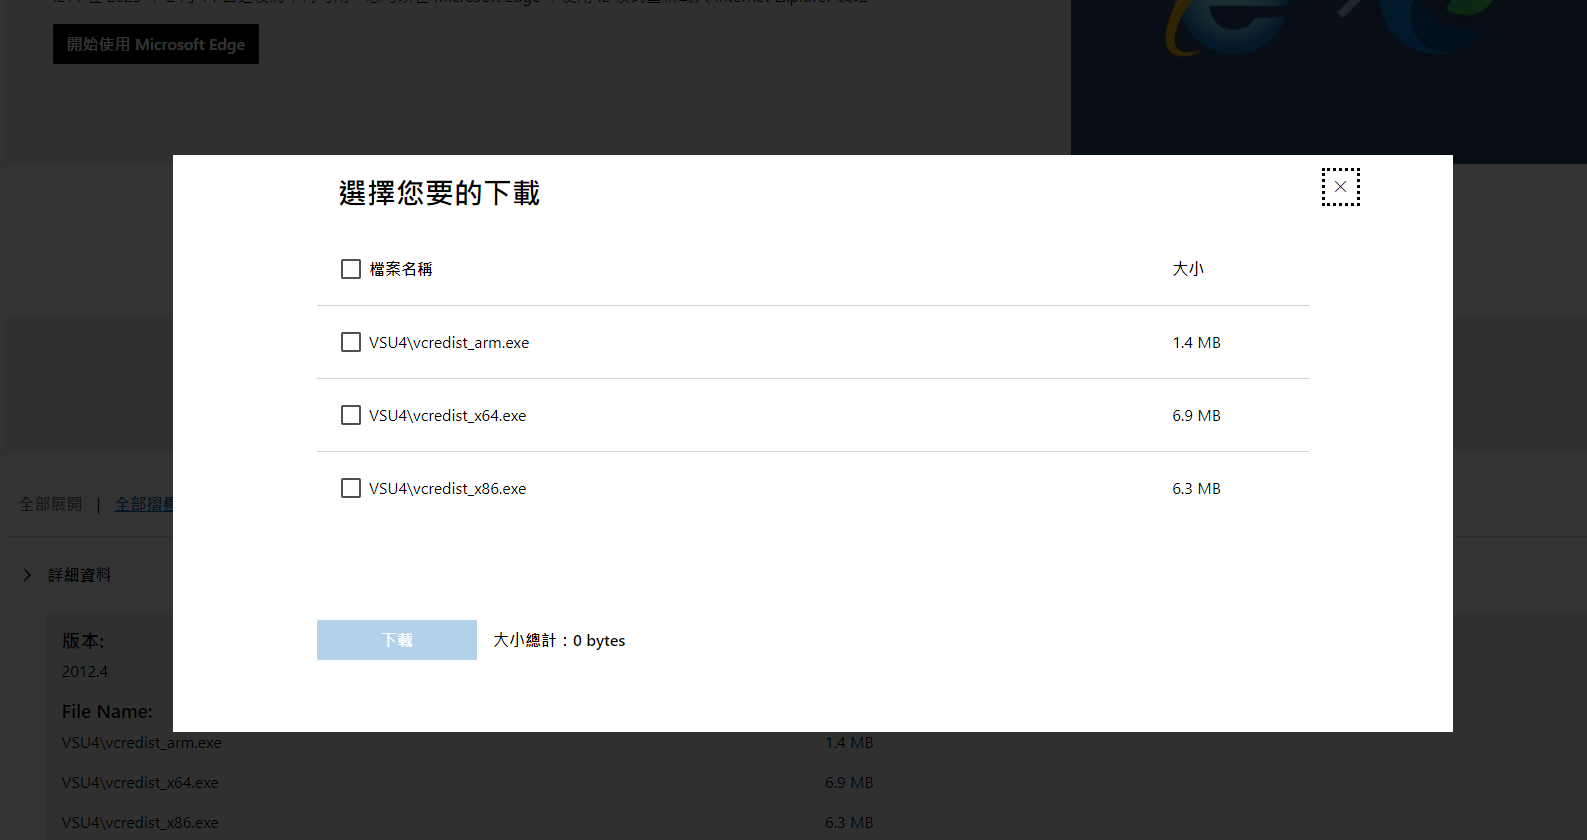 開始使用 Microsoft Edge
選擇您要的下載
檔案名稱 大小
VSU4\vcredist_arm.exe 1.4 MB
VSU4\vcredist_x64.exe 6.9 MB
VSU4\vcredist_x86.exe 6.3 MB
全部展開 | 全部摺疊
詳細資料
下載 大小總計：0 bytes
版本:
2012.4
File Name:
VSU4\vcredist_arm.exe 1.4 MB
VSU4\vcredist_x64.exe 6.9 MB
VSU4\vcredist_x86.exe 6.3 MB